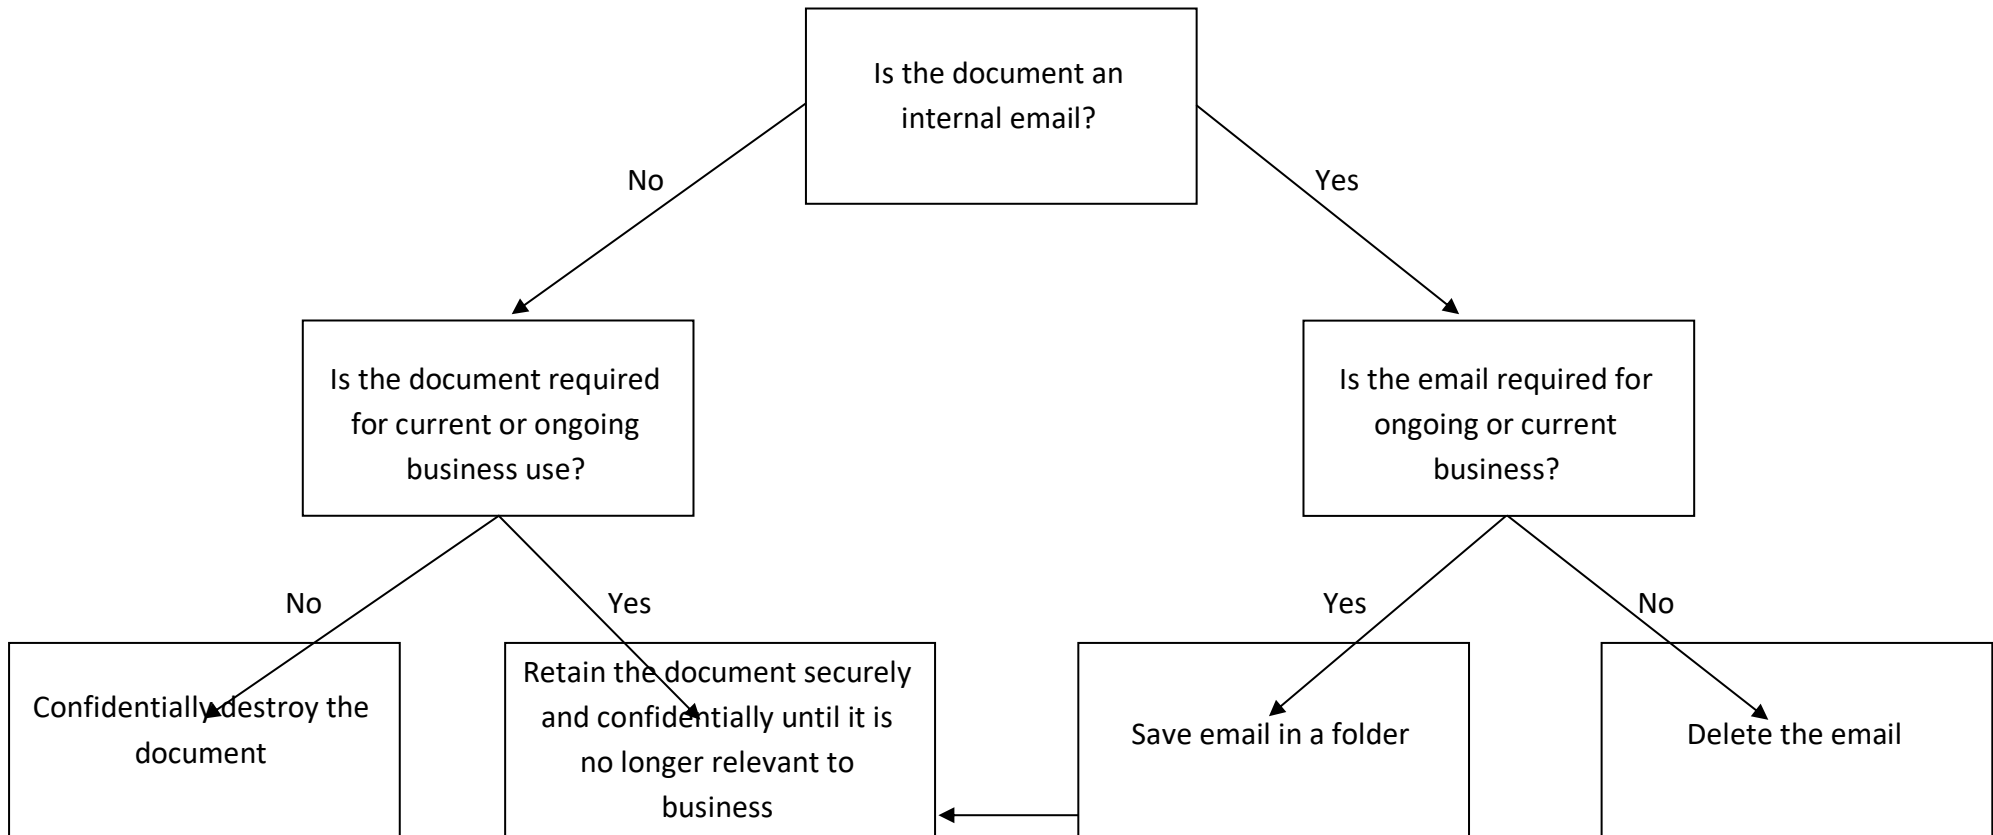 Is the document an
internal email?
No
Yes
Is the document required
for current or ongoing
business use?
Is the email required for
ongoing or current
business?
No
Yes
Yes
No
Confidentially destroy the
document
Retain the document securely
and confidentially until it is
no longer relevant to
business
Save email in a folder
Delete the email